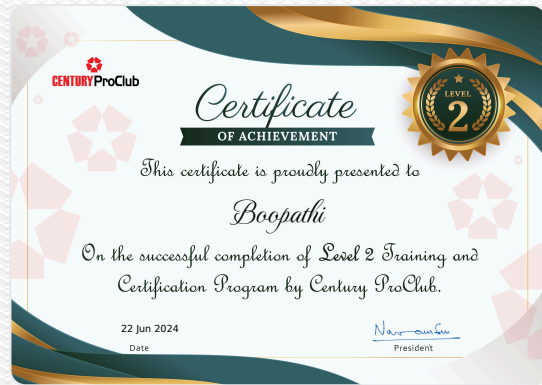 CENTURY ProClub
Certificate
OF ACHIEVEMENT
LEVEL
2
This certificate is proudly presented to
Boopathi
On the successful completion of Level 2 Training and
Certification Program by Century ProClub.
22 Jun 2024
Date
President